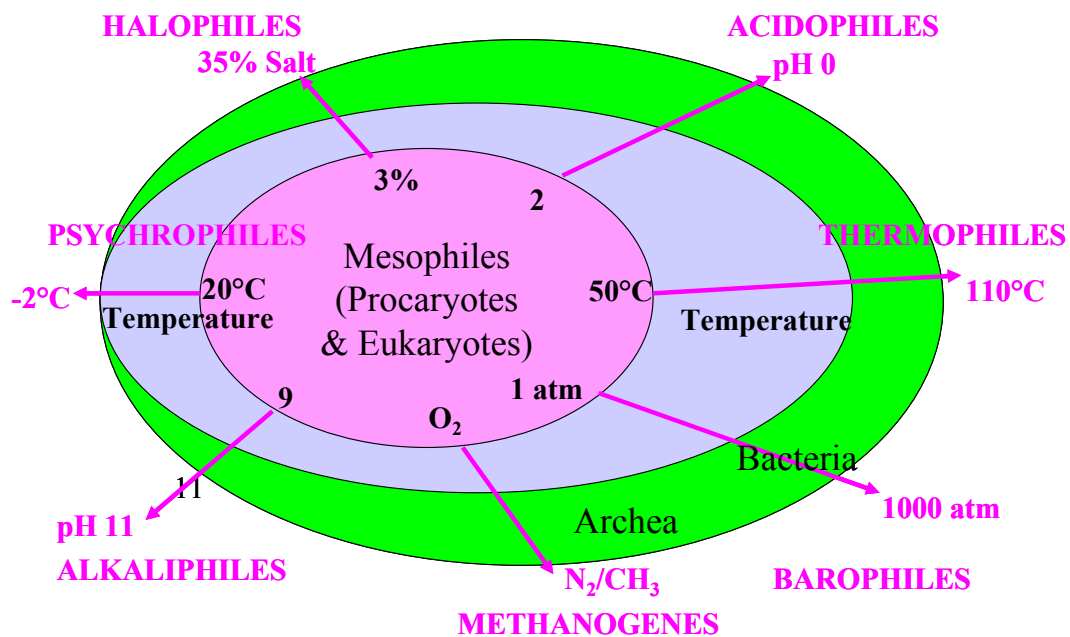 HALOPHILES
35% Salt
ACIDOPHILES
pH 0
3%
2
PSYCHROPHILES
THERMOPHILES
Mesophiles
(Procaryotes
& Eukaryotes)
-2°C
20°C
Temperature
50°C
Temperature
110°C
9
O₂
1 atm
Bacteria
11
pH 11
ALKALIPHILES
Archea
1000 atm
N₂/CH₃
METHANOGENES
BAROPHILES